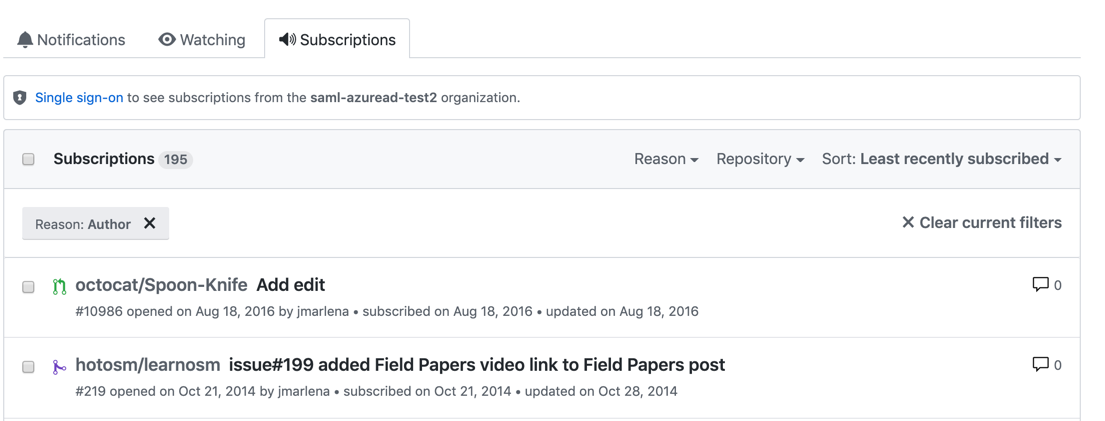 Notifications Watching Subscriptions
Single sign-on to see subscriptions from the saml-azuread-test2 organization.
Subscriptions 195 Reason Repository Sort: Least recently subscribed
Reason: Author Clear current filters
octocat/Spoon-Knife Add edit 0
#10986 opened on Aug 18, 2016 by jmarlena • subscribed on Aug 18, 2016 • updated on Aug 18, 2016
hotosm/learnosm issue#199 added Field Papers video link to Field Papers post 0
#219 opened on Oct 21, 2014 by jmarlena • subscribed on Oct 21, 2014 • updated on Oct 28, 2014